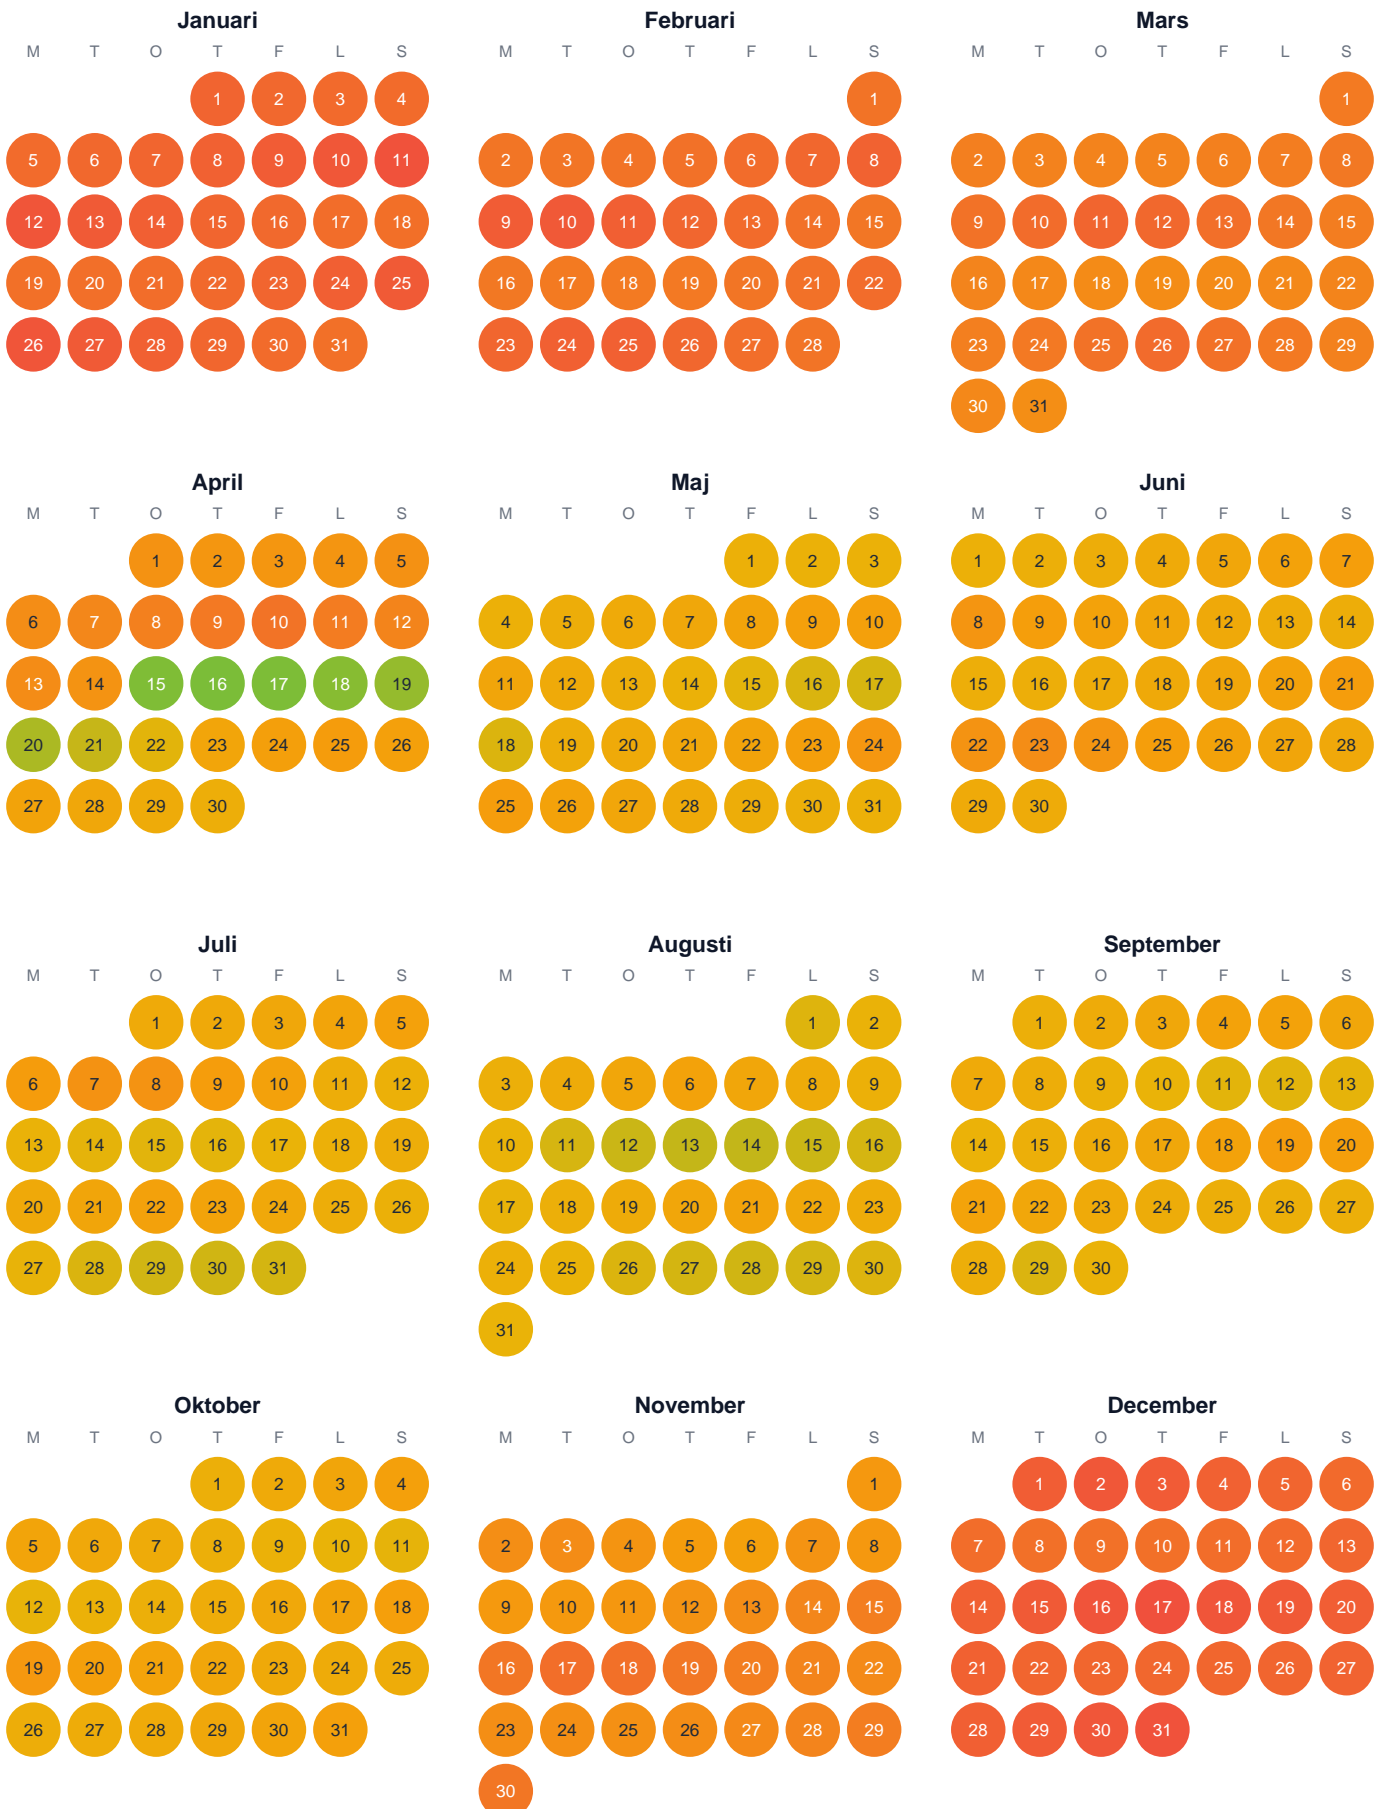 Januari Februari Mars
M T O T F L S M T O T F L S M T O T F L S
1 2 3 4 1 1
5 6 7 8 9 10 11 2 3 4 5 6 7 8 2 3 4 5 6 7 8
12 13 14 15 16 17 18 9 10 11 12 13 14 15 9 10 11 12 13 14 15
19 20 21 22 23 24 25 16 17 18 19 20 21 22 16 17 18 19 20 21 22
26 27 28 29 30 31 23 24 25 26 27 28 23 24 25 26 27 28 29
30 31
April Maj Juni
M T O T F L S M T O T F L S M T O T F L S
1 2 3 4 5 1 2 3 1 2 3 4 5 6 7
6 7 8 9 10 11 12 4 5 6 7 8 9 10 8 9 10 11 12 13 14
13 14 15 16 17 18 19 11 12 13 14 15 16 17 15 16 17 18 19 20 21
20 21 22 23 24 25 26 18 19 20 21 22 23 24 22 23 24 25 26 27 28
27 28 29 30 25 26 27 28 29 30 31 29 30
Juli Augusti September
M T O T F L S M T O T F L S M T O T F L S
1 2 3 4 5 1 2 1 2 3 4 5 6
6 7 8 9 10 11 12 3 4 5 6 7 8 9 7 8 9 10 11 12 13
13 14 15 16 17 18 19 10 11 12 13 14 15 16 14 15 16 17 18 19 20
20 21 22 23 24 25 26 17 18 19 20 21 22 23 21 22 23 24 25 26 27
27 28 29 30 31 24 25 26 27 28 29 30 28 29 30
31
Oktober November December
M T O T F L S M T O T F L S M T O T F L S
1 2 3 4 1 1 2 3 4 5 6
5 6 7 8 9 10 11 2 3 4 5 6 7 8 7 8 9 10 11 12 13
12 13 14 15 16 17 18 9 10 11 12 13 14 15 14 15 16 17 18 19 20
19 20 21 22 23 24 25 16 17 18 19 20 21 22 21 22 23 24 25 26 27
26 27 28 29 30 31 23 24 25 26 27 28 29 28 29 30 31
30